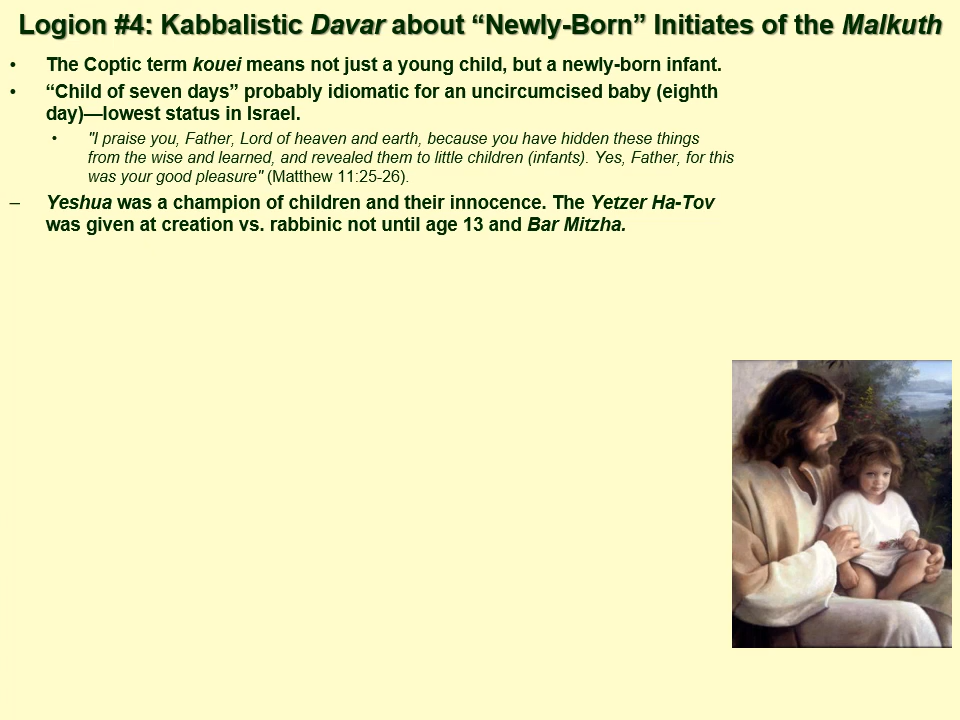 Logion #4: Kabbalistic Davar about “Newly-Born” Initiates of the Malkuth
• The Coptic term kouei means not just a young child, but a newly-born infant.
• “Child of seven days” probably idiomatic for an uncircumcised baby (eighth
day)—lowest status in Israel.
• "I praise you, Father, Lord of heaven and earth, because you have hidden these things
from the wise and learned, and revealed them to little children (infants). Yes, Father, for this
was your good pleasure" (Matthew 11:25-26).
– Yeshua was a champion of children and their innocence. The Yetzer Ha-Tov
was given at creation vs. rabbinic not until age 13 and Bar Mitzha.